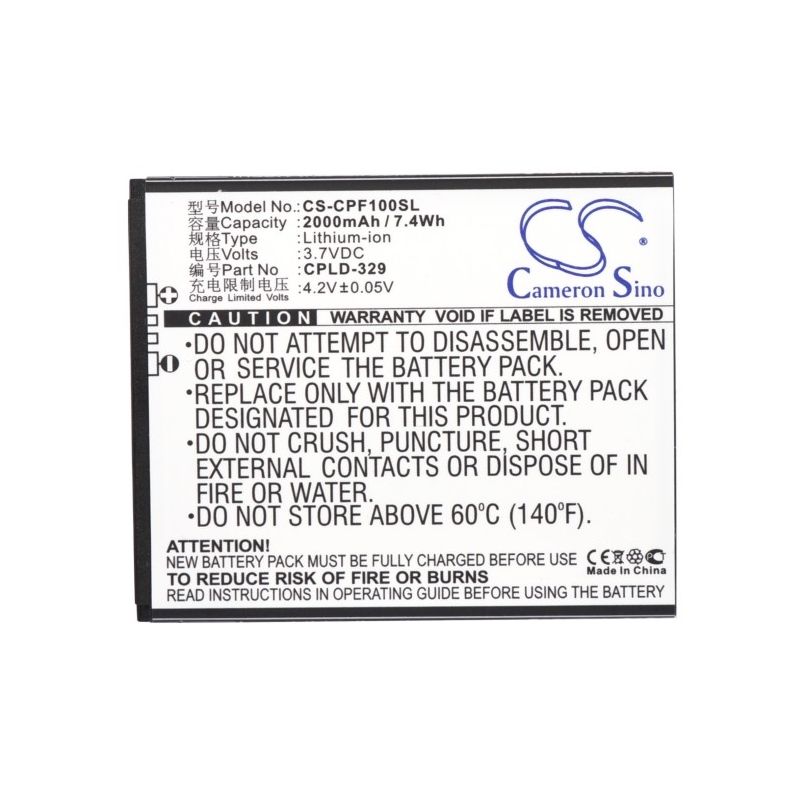 型号Model No.: CS-CPF100SL
容量Capacity: 2000mAh / 7.4Wh
规格Type: Lithium-ion
电压Volts: 3.7VDC
编号Part No: CPLD-329
充电限制电压: 4.2V±0.05V
Charge Limited Volts
CS
Cameron Sino
CAUTION WARRANTY VOID IF LABEL IS REMOVED
•DO NOT ATTEMPT TO DISASSEMBLE, OPEN
OR SERVICE THE BATTERY PACK.
•REPLACE ONLY WITH THE BATTERY PACK
DESIGNATED FOR THIS PRODUCT.
•DO NOT CRUSH, PUNCTURE, SHORT
EXTERNAL CONTACTS, OR DISPOSE OF IN
FIRE OR WATER.
•DO NOT STORE ABOVE 60°C (140°F).
ATTENTION!
NEW BATTERY PACK MUST BE FULLY CHARGED BEFORE USE
TO REDUCE RISK OF FIRE OR BURNS
READ INSTRUCTIONS IN OPERATING GUIDE BEFORE USE
CE
Made In China